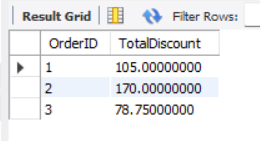 Result Grid Filter Rows:
OrderID TotalDiscount
1 105.00000000
2 170.00000000
3 78.75000000